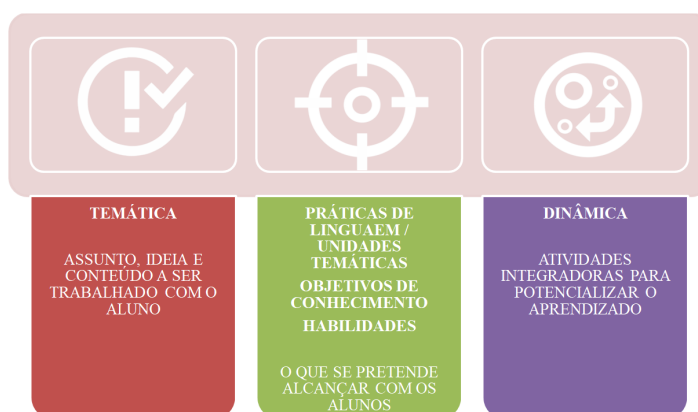 TEMÁTICA
ASSUNTO, IDEIA E
CONTEÚDO A SER
TRABALHADO COM O
ALUNO
PRÁTICAS DE
LINGUAEM /
UNIDADES
TEMÁTICAS
OBJETIVOS DE
CONHECIMENTO
HABILIDADES
O QUE SE PRETENDE
ALCANÇAR COM OS
ALUNOS
DINÂMICA
ATIVIDADES
INTEGRADORAS PARA
POTENCIALIZAR O
APRENDIZADO